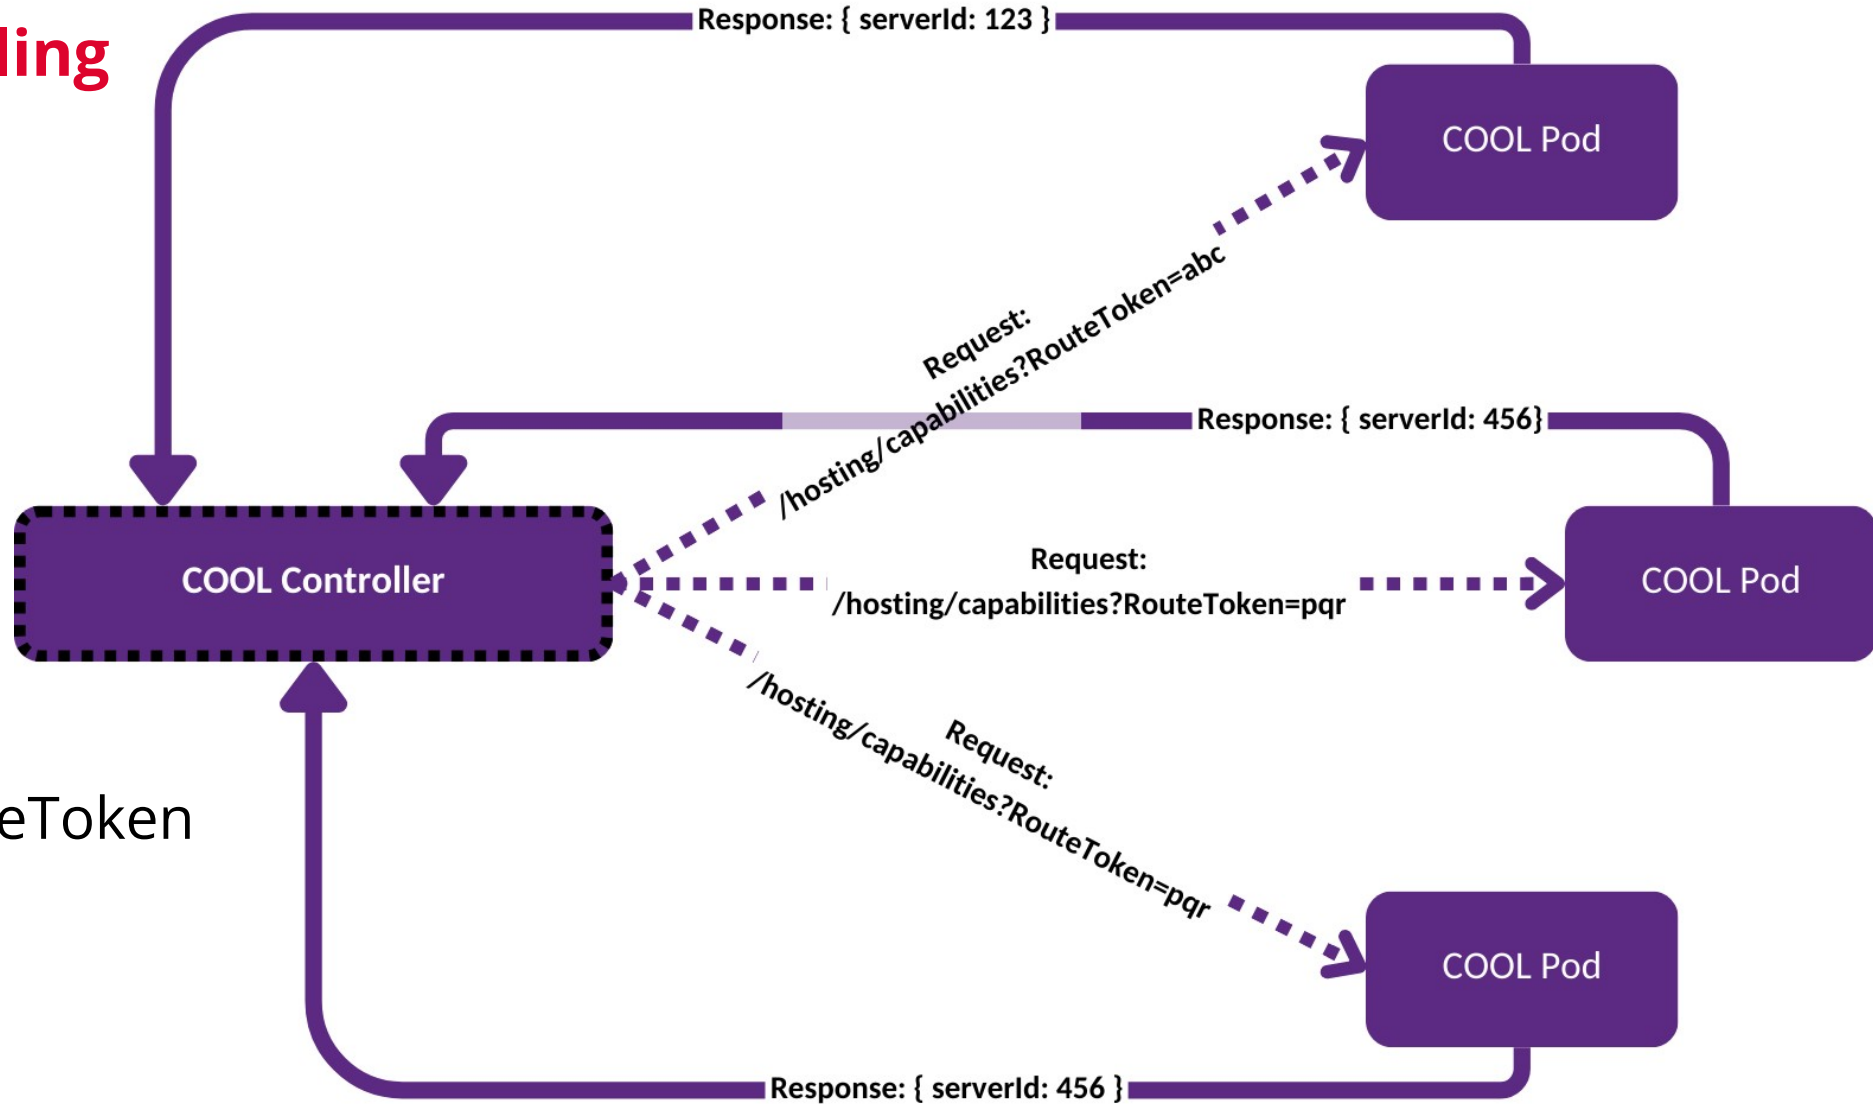 Response: { serverId: 123 }
ling
COOL Pod
Request:
/hosting/capabilities?RouteToken=abc
Response: { serverId: 456}
Request:
/hosting/capabilities?RouteToken=pqr
COOL Controller
COOL Pod
Request:
/hosting/capabilities?RouteToken=pqr
eToken
COOL Pod
Response: { serverId: 456 }